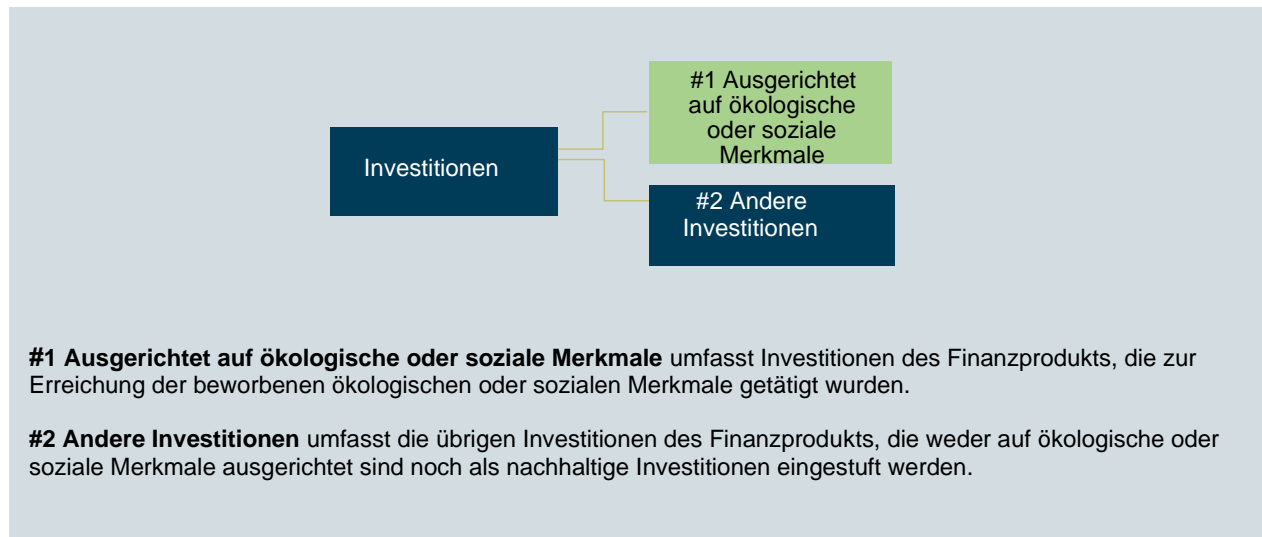 #1 Ausgerichtet
auf ökologische
oder soziale
Merkmale
Investitionen
#2 Andere
Investitionen
#1 Ausgerichtet auf ökologische oder soziale Merkmale umfasst Investitionen des Finanzprodukts, die zur
Erreichung der beworbenen ökologischen oder sozialen Merkmale getätigt wurden.
#2 Andere Investitionen umfasst die übrigen Investitionen des Finanzprodukts, die weder auf ökologische oder
soziale Merkmale ausgerichtet sind noch als nachhaltige Investitionen eingestuft werden.